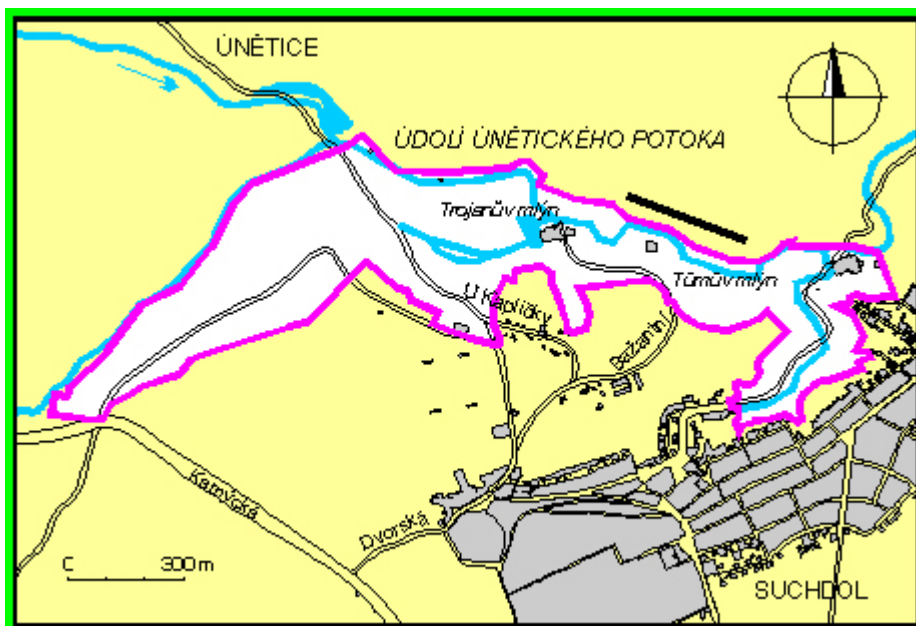 ÚNĚTICE
ÚDOLÍ ÚNĚTICKÉHO POTOKA
Trojanův mlýn
Tůmův mlýn
U Kapličky
Bažantní
Kamýcká
Dvorská
0 300 m
SUCHDOL